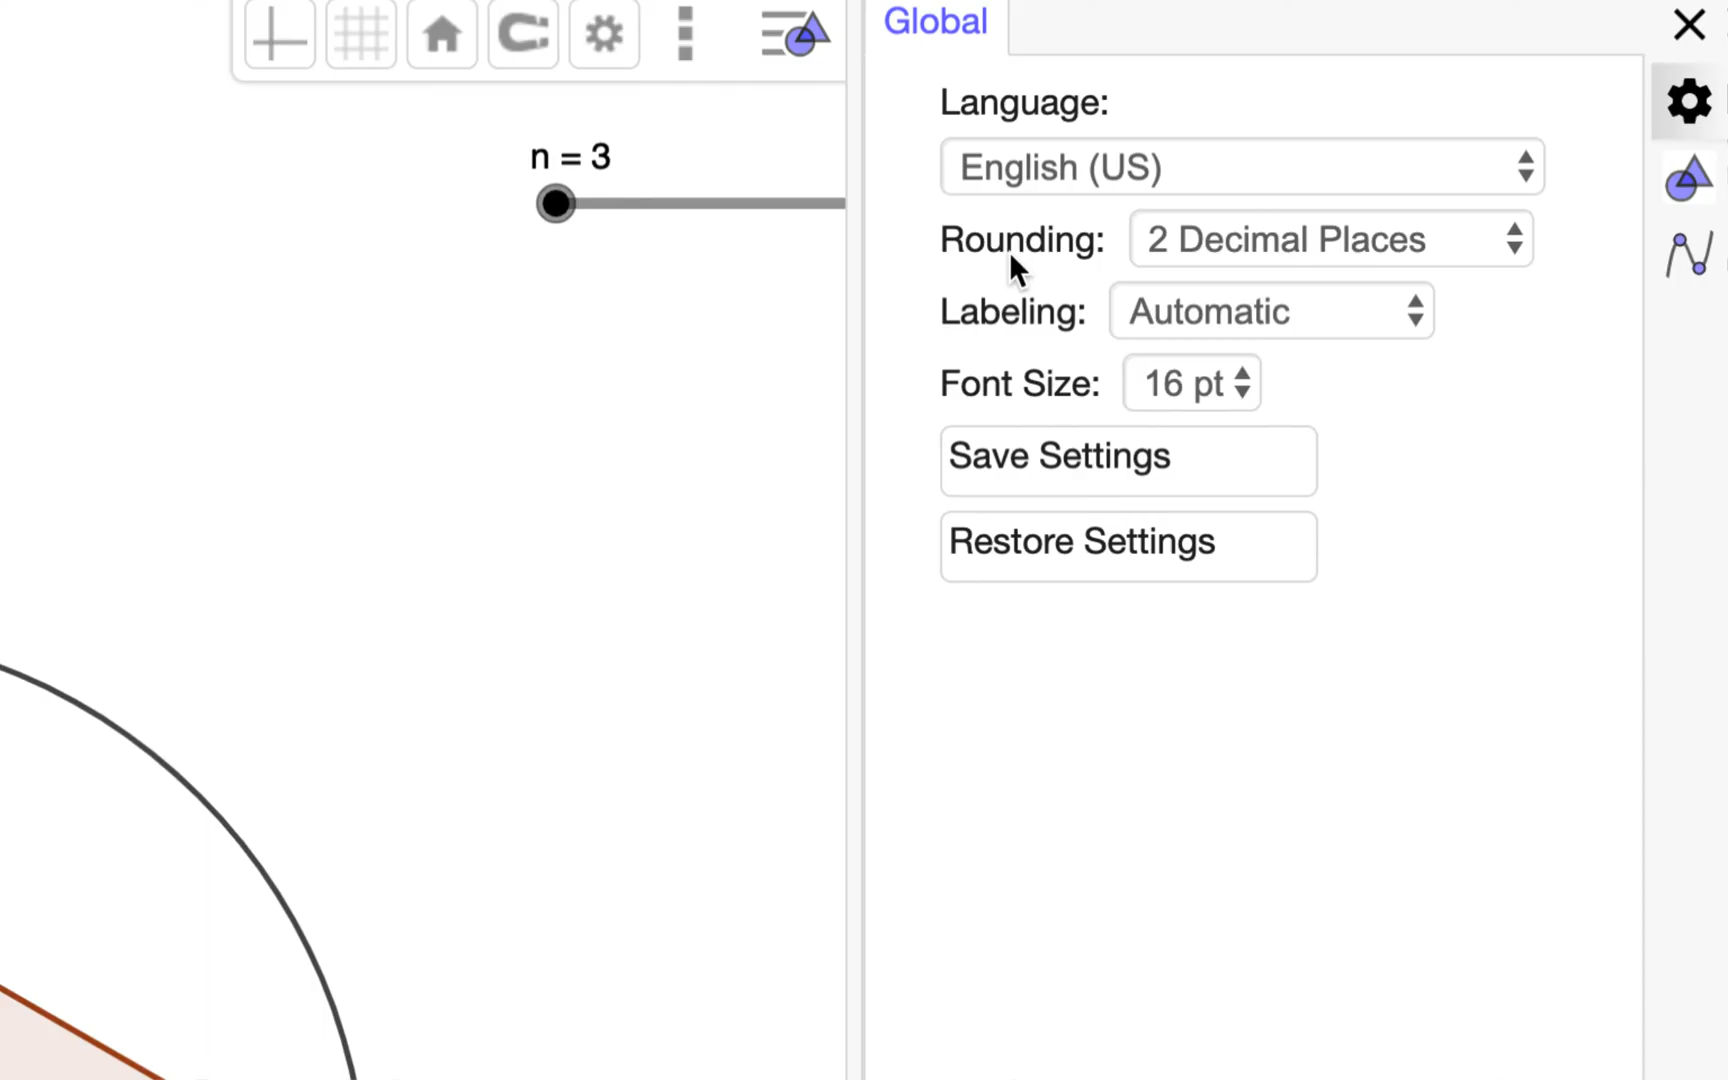 Global
n = 3
Language:
English (US)
Rounding: 2 Decimal Places
Labeling: Automatic
Font Size: 16 pt
Save Settings
Restore Settings